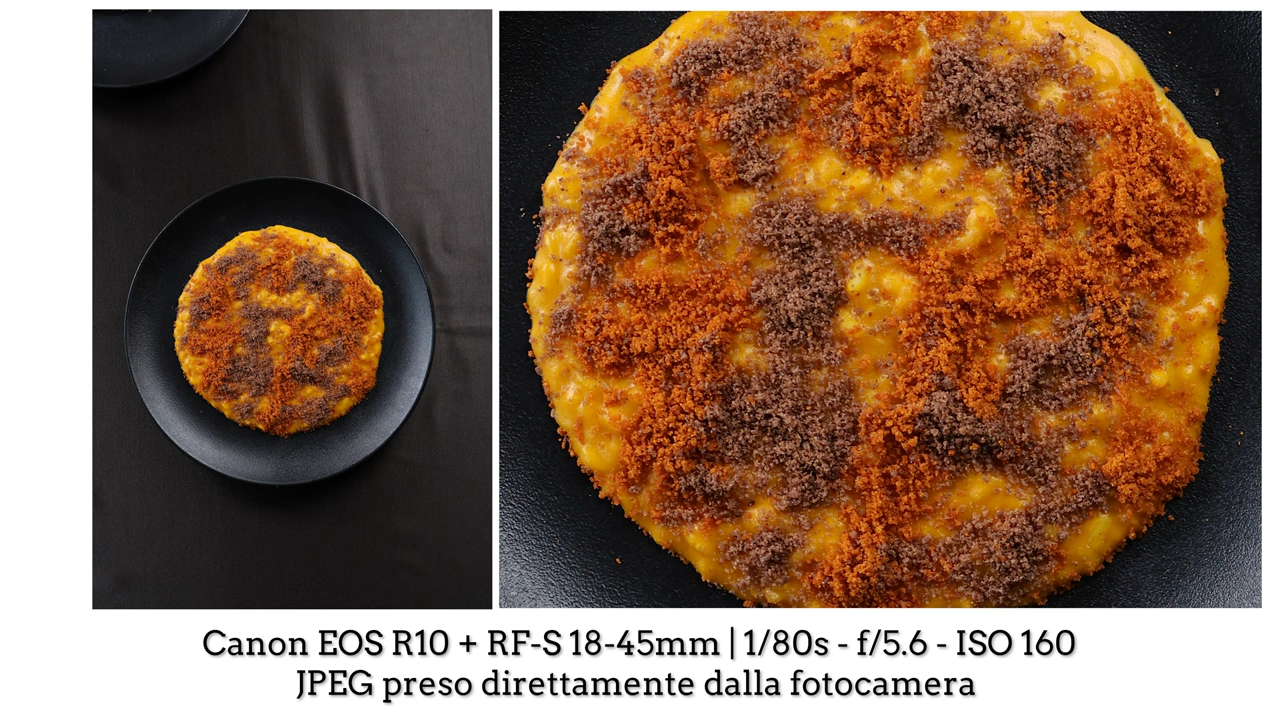 Canon EOS R10 + RF-S 18-45mm | 1/80s - f/5.6 - ISO 160
JPEG preso direttamente dalla fotocamera